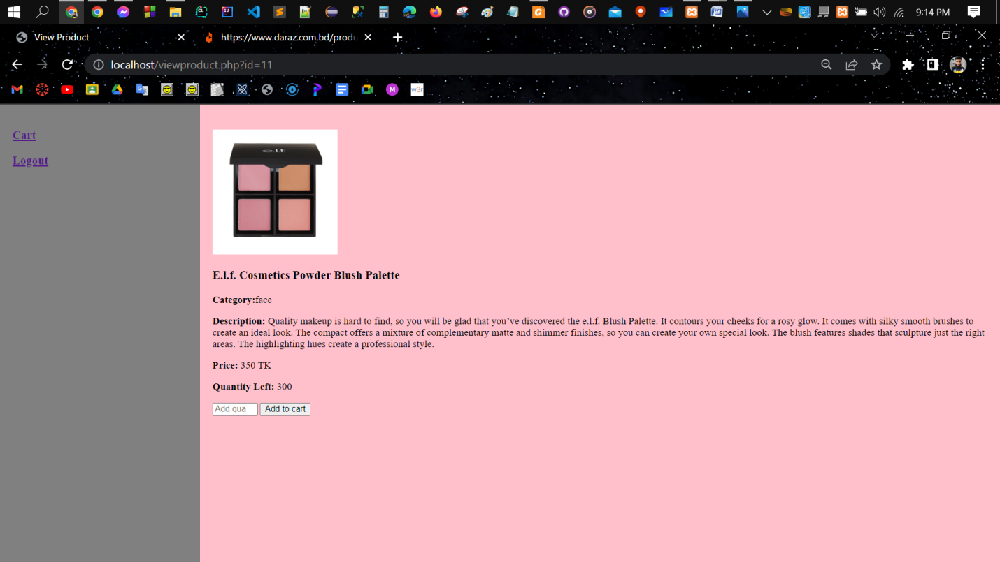 9:14 PM
View Product
https://www.daraz.com.bd/produ
localhost/viewproduct.php?id=11
M
w3r
Cart
Logout
e.l.f
E.l.f. Cosmetics Powder Blush Palette
Category:face
Description: Quality makeup is hard to find, so you will be glad that you’ve discovered the e.l.f. Blush Palette. It contours your cheeks for a rosy glow. It comes with silky smooth brushes to
create an ideal look. The compact offers a mixture of complementary matte and shimmer finishes, so you can create your own special look. The blush features shades that sculpture just the right
areas. The highlighting hues create a professional style.
Price: 350 TK
Quantity Left: 300
Add qua Add to cart